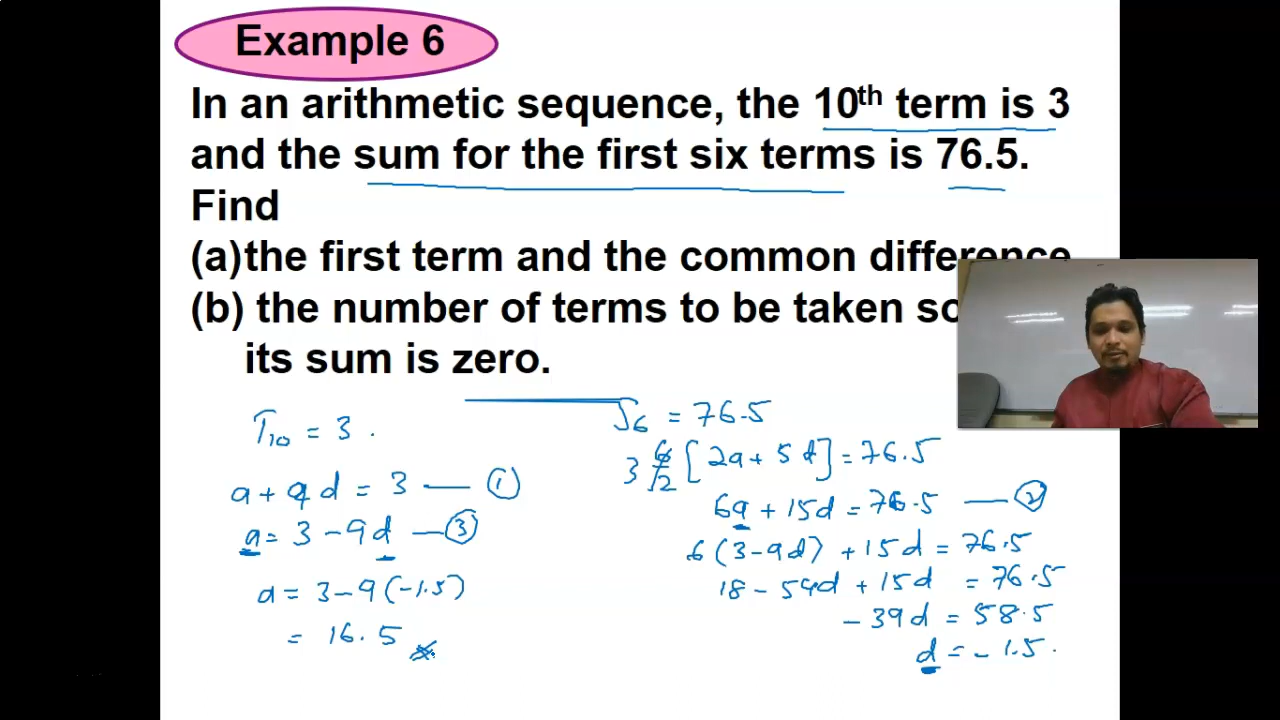 Example 6
In an arithmetic sequence, the 10th term is 3
and the sum for the first six terms is 76.5.
Find
(a)the first term and the common difference
(b) the number of terms to be taken so
its sum is zero.
T10 = 3 .
a + 9d = 3 — ①
a = 3 - 9d — ③
a = 3 - 9(-1.5)
= 16.5
S6 = 76.5
3 6/2 [2a + 5d] = 76.5
6a + 15d = 76.5 — ②
6(3-9d) + 15d = 76.5
18 - 54d + 15d = 76.5
-39d = 58.5
d = -1.5.